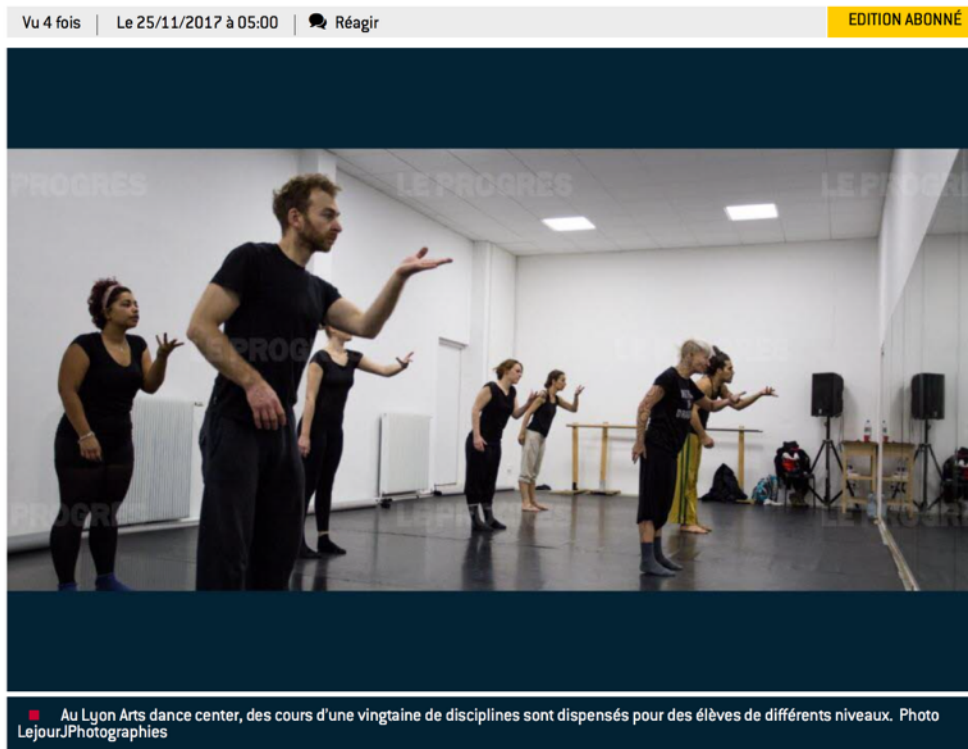 Vu 4 fois | Le 25/11/2017 à 05:00 | Réagir
EDITION ABONNÉ
PROGRES LE PROGRES LE PROGRE
LE PROGRES LE PROGRES
PROGRES LE PROGRES LE PROGRE
Au Lyon Arts dance center, des cours d'une vingtaine de disciplines sont dispensés pour des élèves de différents niveaux. Photo
LejourJPhotographies